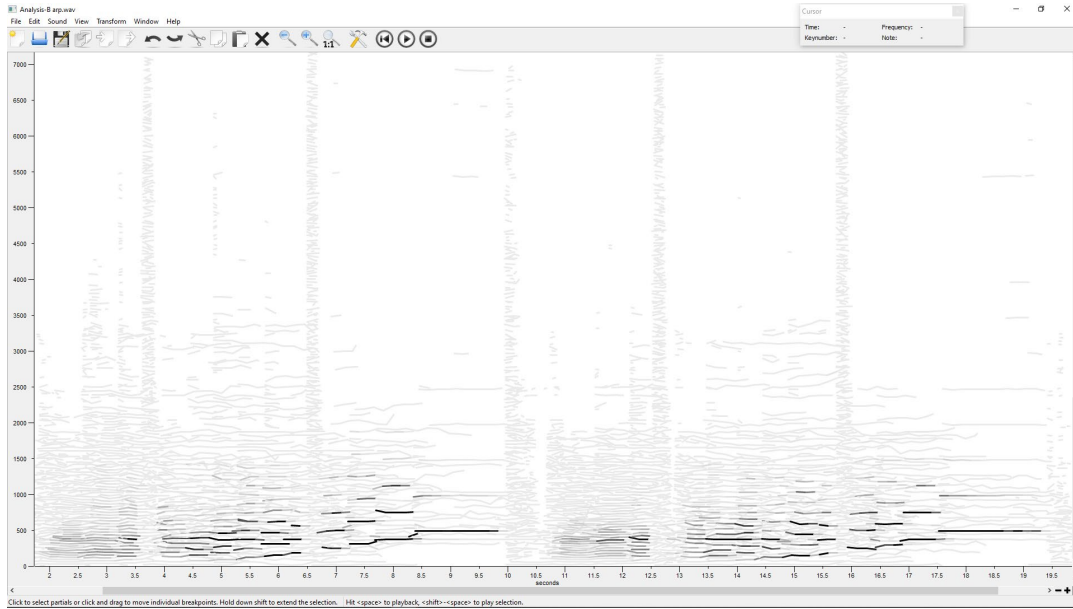 Analysis-B arp.wav
File Edit Sound View Transform Window Help
1:1
Cursor
Time: - Frequency: -
Keynumber: - Note: -
7000
6500
6000
5500
5000
4500
4000
3500
3000
2500
2000
1500
1000
500
0
2 2.5 3 3.5 4 4.5 5 5.5 6 6.5 7 7.5 8 8.5 9 9.5 10 10.5 11 11.5 12 12.5 13 13.5 14 14.5 15 15.5 16 16.5 17 17.5 18 18.5 19 19.5
seconds
Click to select partials or click and drag to move individual breakpoints. Hold down shift to extend the selection. Hit <space> to playback, <shift>-<space> to play selection.